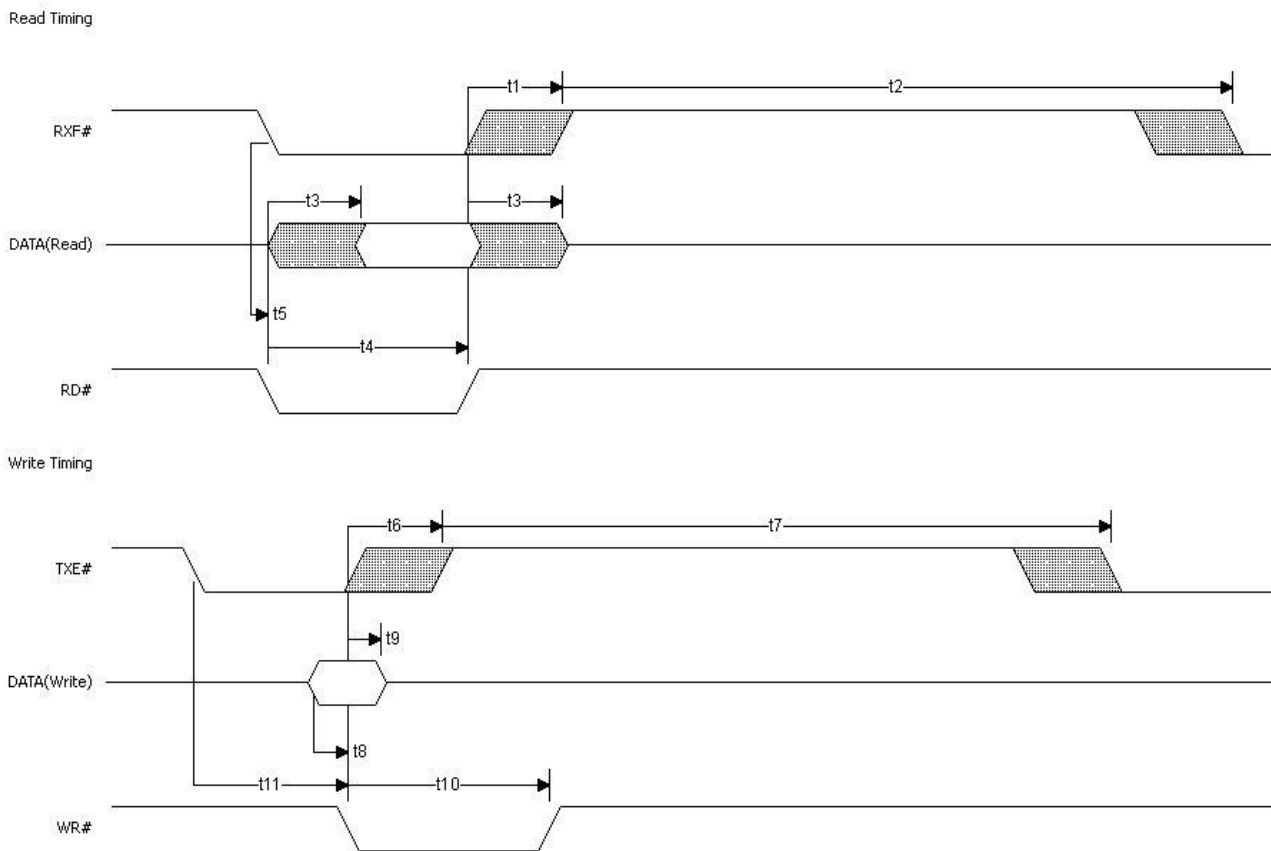 Read Timing
t1 t2
RXF#
t3 t3
DATA(Read)
t5
t4
RD#
Write Timing
t6 t7
TXE#
t9
DATA(Write)
t8
t11 t10
WR#